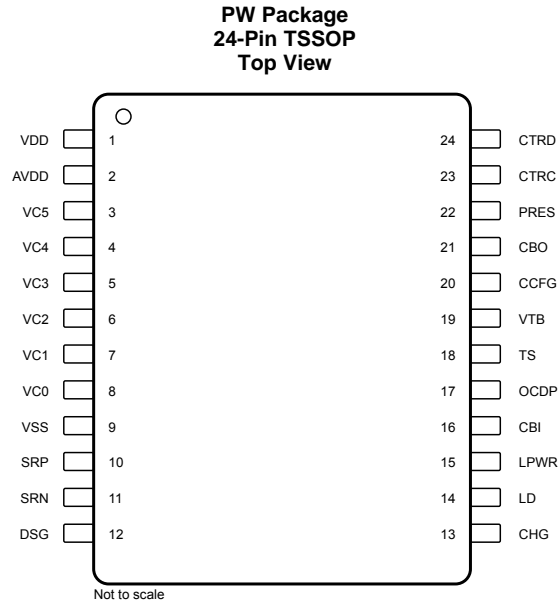 PW Package
24-Pin TSSOP
Top View
VDD 1 24 CTRD
AVDD 2 23 CTRC
VC5 3 22 PRES
VC4 4 21 CBO
VC3 5 20 CCFG
VC2 6 19 VTB
VC1 7 18 TS
VC0 8 17 OCDP
VSS 9 16 CBI
SRP 10 15 LPWR
SRN 11 14 LD
DSG 12 13 CHG
Not to scale